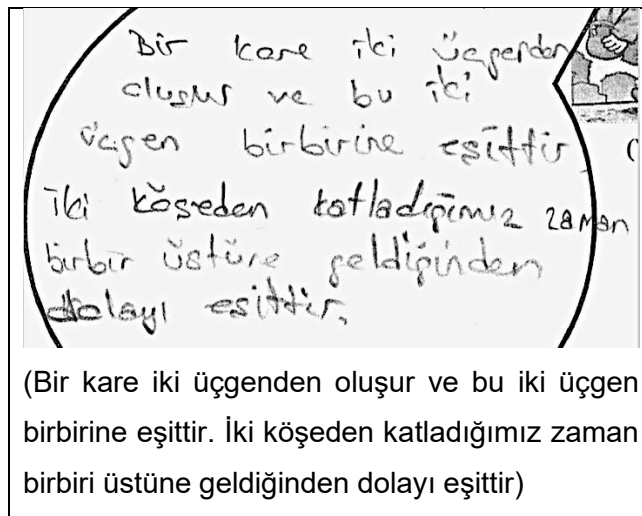 Bir kare iki üçgenden
oluşur ve bu iki
üçgen birbirine eşittir
iki köşeden katladığımız zaman
birbir üstüne geldiğinden
dolayı eşittir.
(Bir kare iki üçgenden oluşur ve bu iki üçgen
birbirine eşittir. İki köşeden katladığımız zaman
birbiri üstüne geldiğinden dolayı eşittir)